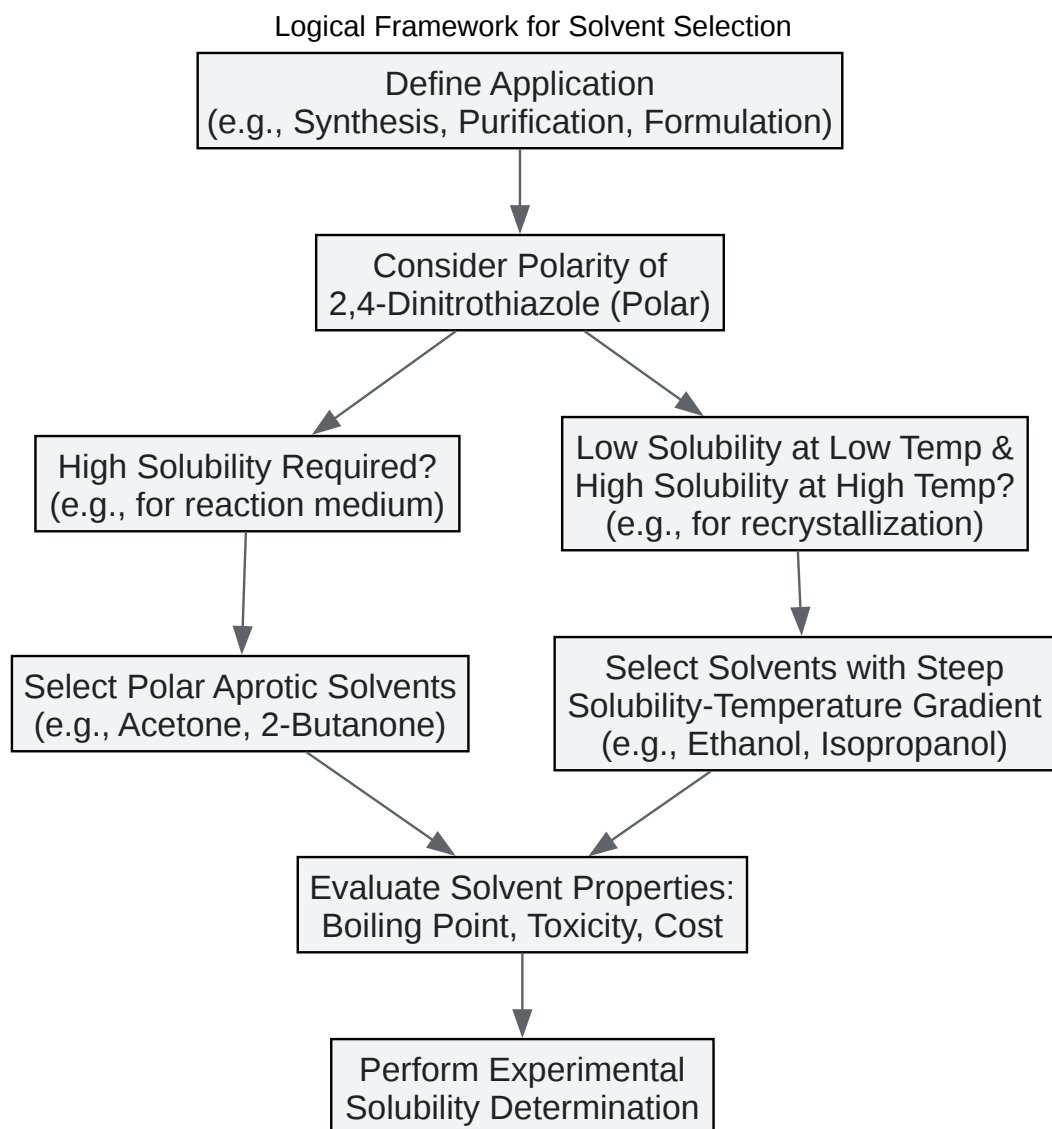 Logical Framework for Solvent Selection
Define Application
(e.g., Synthesis, Purification, Formulation)
Consider Polarity of
2,4-Dinitrothiazole (Polar)
High Solubility Required?
(e.g., for reaction medium)
Low Solubility at Low Temp &
High Solubility at High Temp?
(e.g., for recrystallization)
Select Polar Aprotic Solvents
(e.g., Acetone, 2-Butanone)
Select Solvents with Steep
Solubility-Temperature Gradient
(e.g., Ethanol, Isopropanol)
Evaluate Solvent Properties:
Boiling Point, Toxicity, Cost
Perform Experimental
Solubility Determination